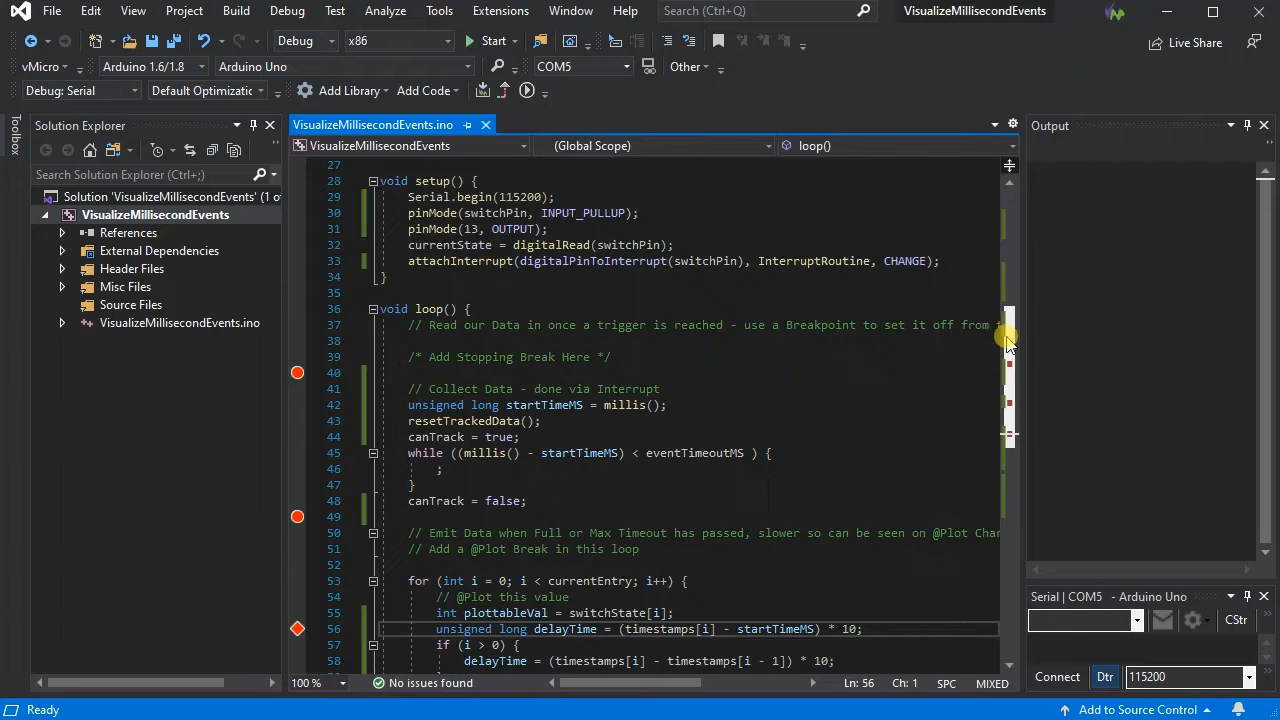 File Edit View Project Build Debug Test Analyze Tools Extensions Window Help Search (Ctrl+Q) VisualizeMillisecondEvents
Debug x86 Start Live Share
vMicro Arduino 1.6/1.8 Arduino Uno COM5 Other
Debug: Serial Default Optimizatic Add Library Add Code
Toolbox
Solution Explorer
Search Solution Explorer (Ctrl+;)
Solution 'VisualizeMillisecondEvents' (1 o
VisualizeMillisecondEvents
References
External Dependencies
Header Files
Misc Files
Source Files
VisualizeMillisecondEvents.ino
VisualizeMillisecondEvents.ino
VisualizeMillisecondEvents (Global Scope) loop()
27
28 void setup() {
29 Serial.begin(115200);
30 pinMode(switchPin, INPUT_PULLUP);
31 pinMode(13, OUTPUT);
32 currentState = digitalRead(switchPin);
33 attachInterrupt(digitalPinToInterrupt(switchPin), InterruptRoutine, CHANGE);
34 }
35
36 void loop() {
37 // Read our Data in once a trigger is reached - use a Breakpoint to set it off from t
38
39 /* Add Stopping Break Here */
40
41 // Collect Data - done via Interrupt
42 unsigned long startTimeMS = millis();
43 resetTrackedData();
44 canTrack = true;
45 while ((millis() - startTimeMS) < eventTimeoutMS ) {
46 ;
47 }
48 canTrack = false;
49
50 // Emit Data when Full or Max Timeout has passed, slower so can be seen on @Plot Char
51 // Add a @Plot Break in this loop
52
53 for (int i = 0; i < currentEntry; i++) {
54 // @Plot this value
55 int plottableVal = switchState[i];
56 unsigned long delayTime = (timestamps[i] - startTimeMS) * 10;
57 if (i > 0) {
58 delayTime = (timestamps[i] - timestamps[i - 1]) * 10;
100 % No issues found Ln: 56 Ch: 1 SPC MIXED
Output
Serial | COM5 - Arduino Uno
CStr
Connect Dtr 115200
Ready Add to Source Control